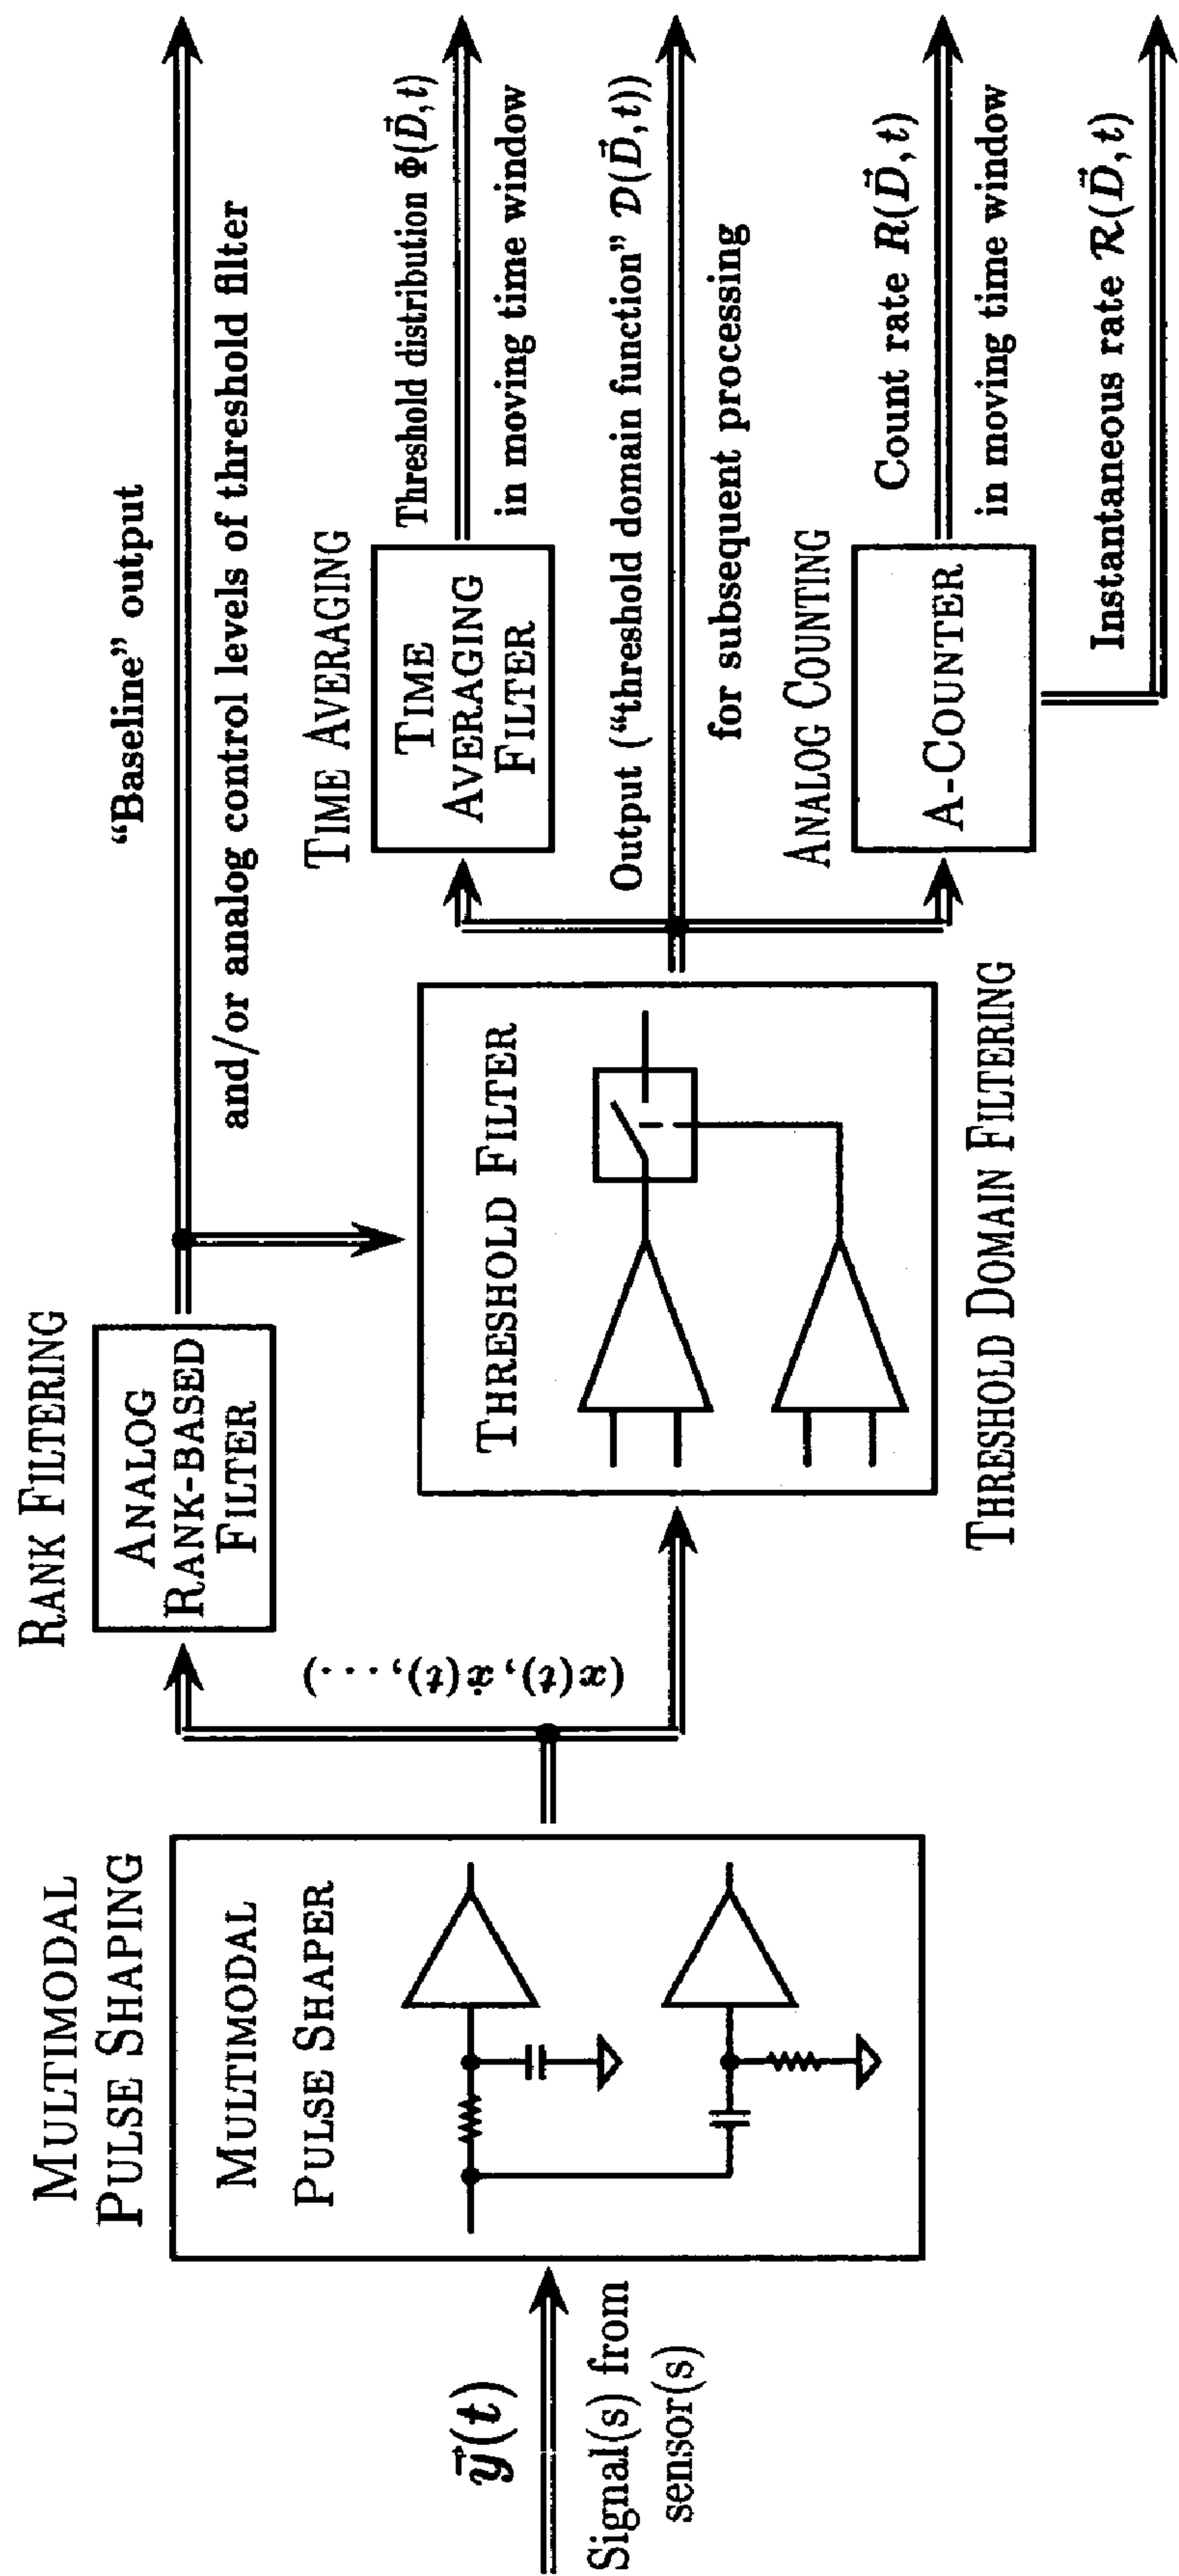 MULTIMODAL
PULSE SHAPING
MULTIMODAL
PULSE SHAPER
y⃗(t)
Signal(s) from
sensor(s)
(x(t), ẋ(t), ...)
RANK FILTERING
ANALOG
RANK-BASED
FILTER
"Baseline" output
and/or analog control levels of threshold filter
THRESHOLD FILTER
THRESHOLD DOMAIN FILTERING
TIME AVERAGING
TIME
AVERAGING
FILTER
Threshold distribution Φ(D⃗, t)
in moving time window
Output ("threshold domain function" 𝒟(D⃗, t))
for subsequent processing
ANALOG COUNTING
A-COUNTER
Count rate R(D⃗, t)
in moving time window
Instantaneous rate ℛ(D⃗, t)